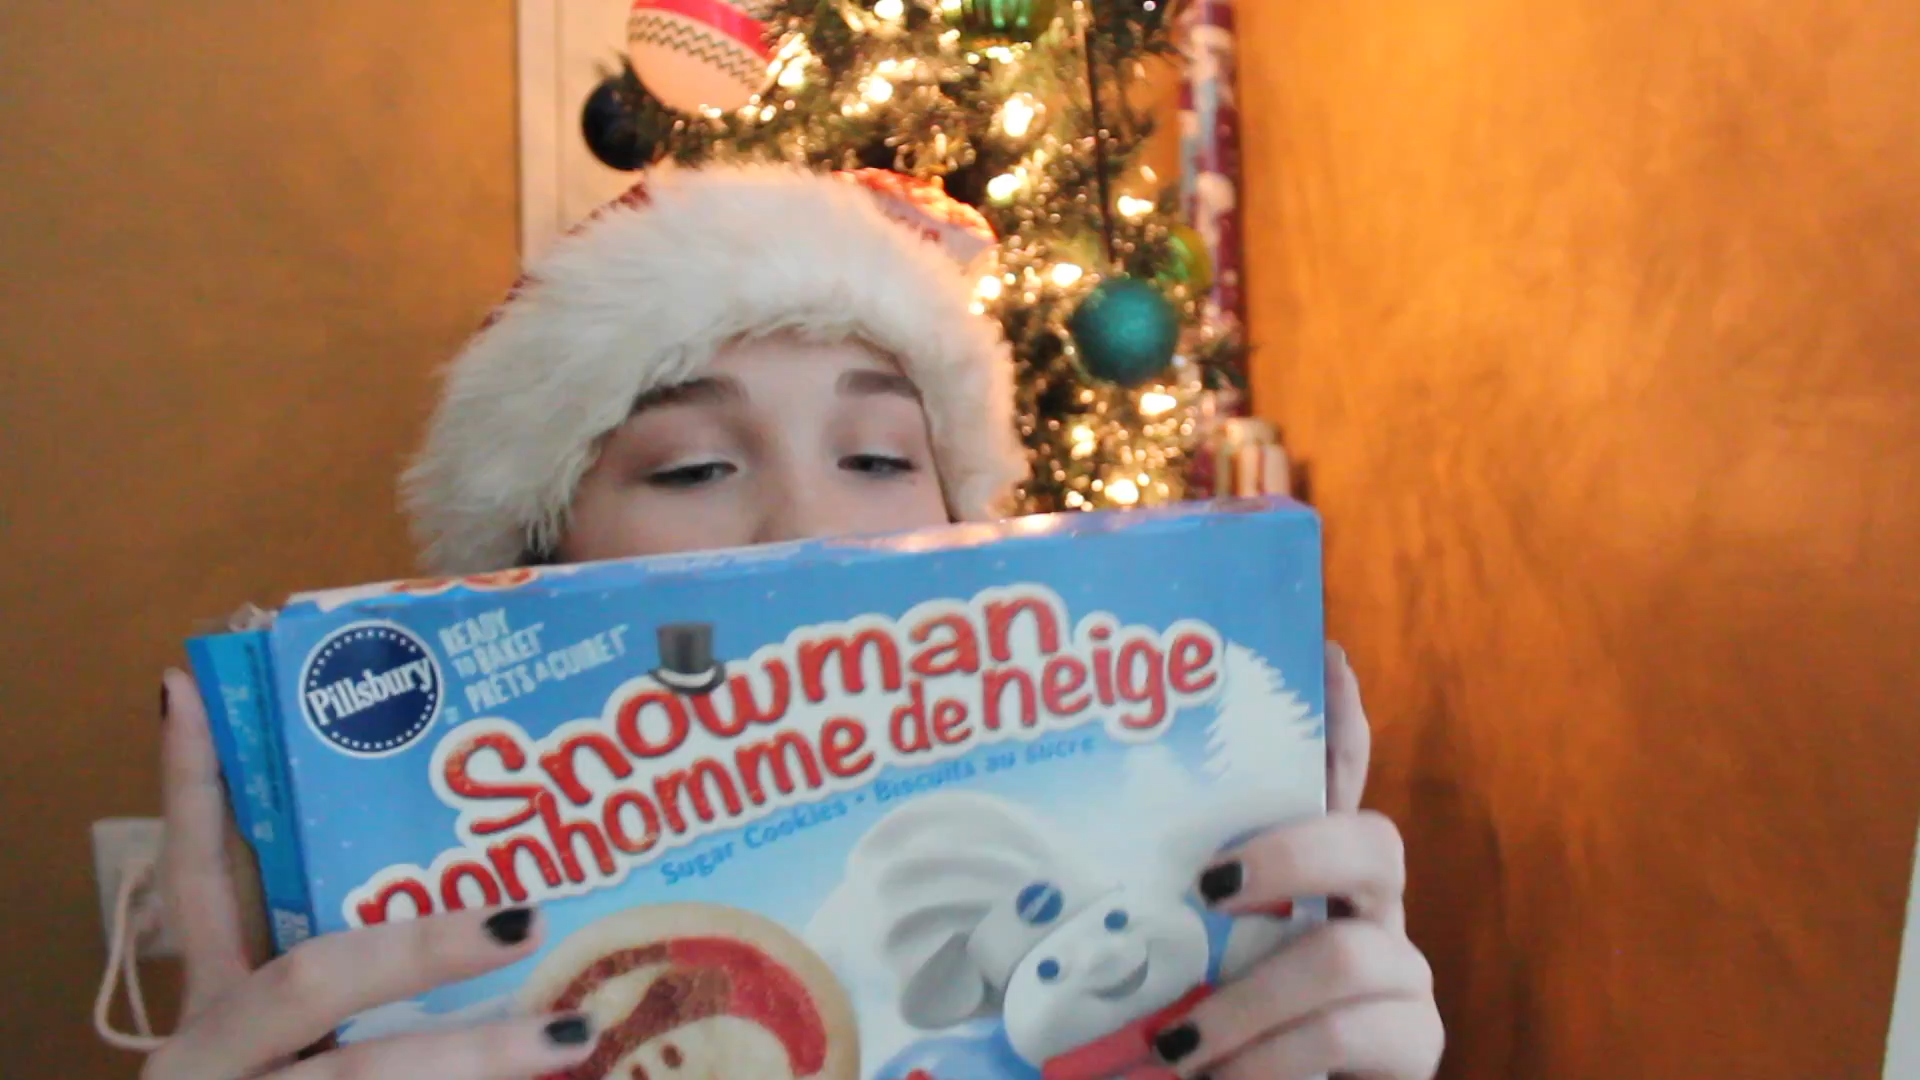 Pillsbury
READY
TO BAKE!
PRÊTS À CUIRE!
Snowman
bonhomme de neige
Sugar Cookies • Biscuits au sucre